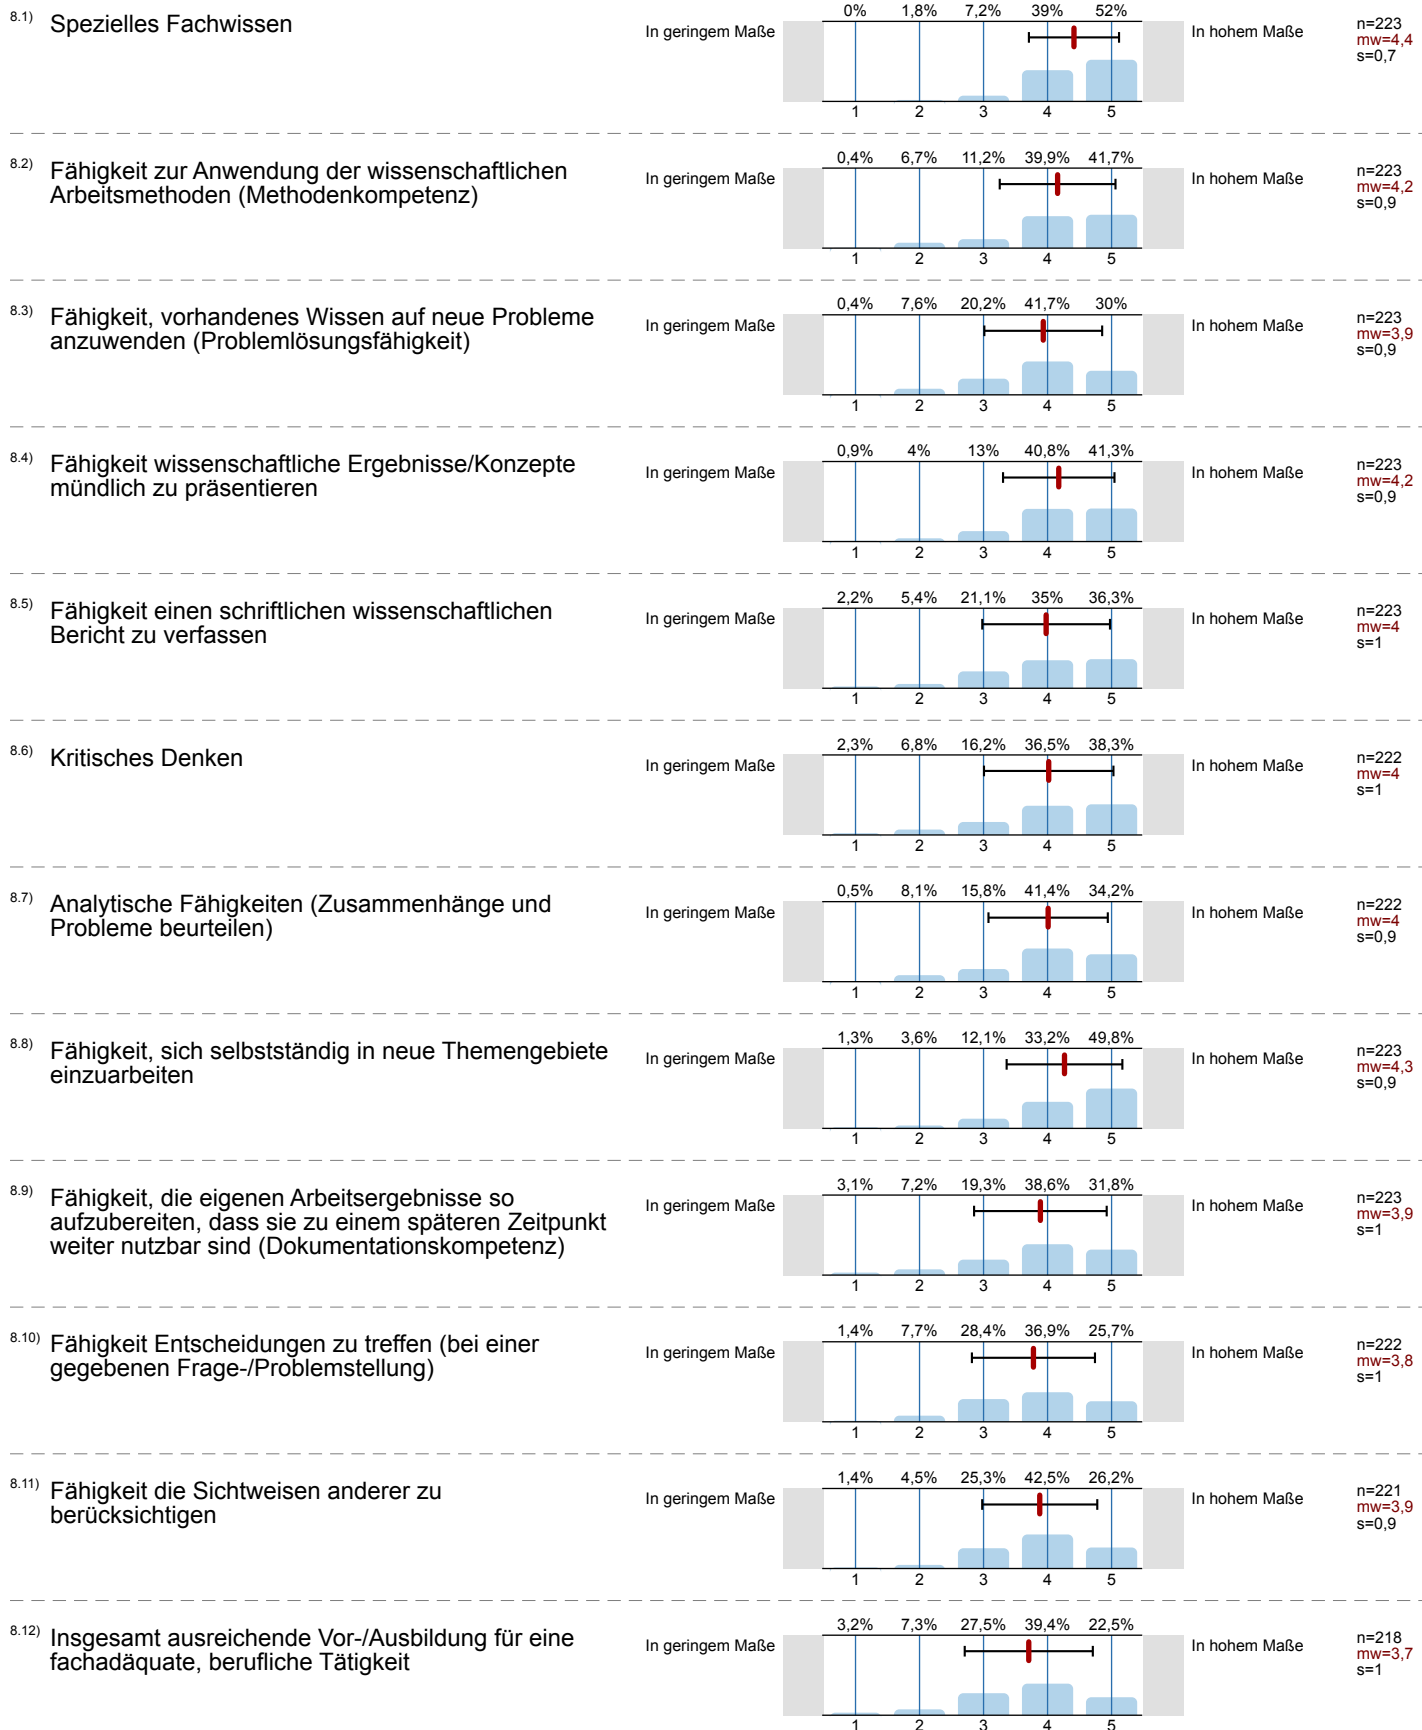 8.1) Spezielles Fachwissen
In geringem Maße
0% 1,8% 7,2% 39% 52%
1 2 3 4 5
In hohem Maße
n=223
mw=4,4
s=0,7
8.2) Fähigkeit zur Anwendung der wissenschaftlichen
Arbeitsmethoden (Methodenkompetenz)
In geringem Maße
0,4% 6,7% 11,2% 39,9% 41,7%
1 2 3 4 5
In hohem Maße
n=223
mw=4,2
s=0,9
8.3) Fähigkeit, vorhandenes Wissen auf neue Probleme
anzuwenden (Problemlösungsfähigkeit)
In geringem Maße
0,4% 7,6% 20,2% 41,7% 30%
1 2 3 4 5
In hohem Maße
n=223
mw=3,9
s=0,9
8.4) Fähigkeit wissenschaftliche Ergebnisse/Konzepte
mündlich zu präsentieren
In geringem Maße
0,9% 4% 13% 40,8% 41,3%
1 2 3 4 5
In hohem Maße
n=223
mw=4,2
s=0,9
8.5) Fähigkeit einen schriftlichen wissenschaftlichen
Bericht zu verfassen
In geringem Maße
2,2% 5,4% 21,1% 35% 36,3%
1 2 3 4 5
In hohem Maße
n=223
mw=4
s=1
8.6) Kritisches Denken
In geringem Maße
2,3% 6,8% 16,2% 36,5% 38,3%
1 2 3 4 5
In hohem Maße
n=222
mw=4
s=1
8.7) Analytische Fähigkeiten (Zusammenhänge und
Probleme beurteilen)
In geringem Maße
0,5% 8,1% 15,8% 41,4% 34,2%
1 2 3 4 5
In hohem Maße
n=222
mw=4
s=0,9
8.8) Fähigkeit, sich selbstständig in neue Themengebiete
einzuarbeiten
In geringem Maße
1,3% 3,6% 12,1% 33,2% 49,8%
1 2 3 4 5
In hohem Maße
n=223
mw=4,3
s=0,9
8.9) Fähigkeit, die eigenen Arbeitsergebnisse so
aufzubereiten, dass sie zu einem späteren Zeitpunkt
weiter nutzbar sind (Dokumentationskompetenz)
In geringem Maße
3,1% 7,2% 19,3% 38,6% 31,8%
1 2 3 4 5
In hohem Maße
n=223
mw=3,9
s=1
8.10) Fähigkeit Entscheidungen zu treffen (bei einer
gegebenen Frage-/Problemstellung)
In geringem Maße
1,4% 7,7% 28,4% 36,9% 25,7%
1 2 3 4 5
In hohem Maße
n=222
mw=3,8
s=1
8.11) Fähigkeit die Sichtweisen anderer zu
berücksichtigen
In geringem Maße
1,4% 4,5% 25,3% 42,5% 26,2%
1 2 3 4 5
In hohem Maße
n=221
mw=3,9
s=0,9
8.12) Insgesamt ausreichende Vor-/Ausbildung für eine
fachadäquate, berufliche Tätigkeit
In geringem Maße
3,2% 7,3% 27,5% 39,4% 22,5%
1 2 3 4 5
In hohem Maße
n=218
mw=3,7
s=1